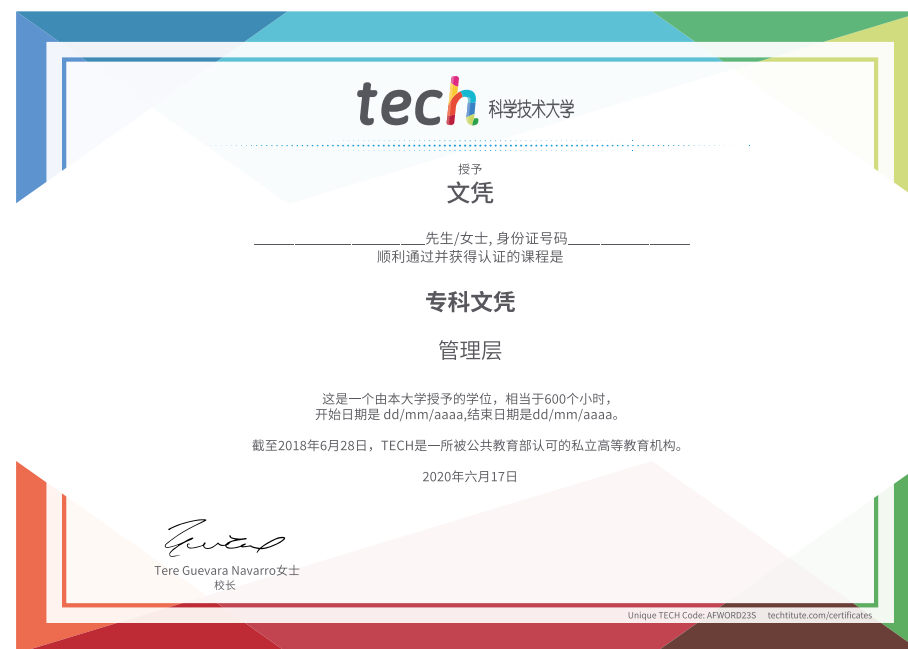 tech 科学技术大学
授予
文凭
________________________先生/女士, 身份证号码_________________
顺利通过并获得认证的课程是
专科文凭
管理层
这是一个由本大学授予的学位，相当于600个小时，
开始日期是 dd/mm/aaaa,结束日期是dd/mm/aaaa。
截至2018年6月28日，TECH是一所被公共教育部认可的私立高等教育机构。
2020年六月17日
Tere Guevara Navarro女士
校长
Unique TECH Code: AFWORD23S techtitute.com/certificates